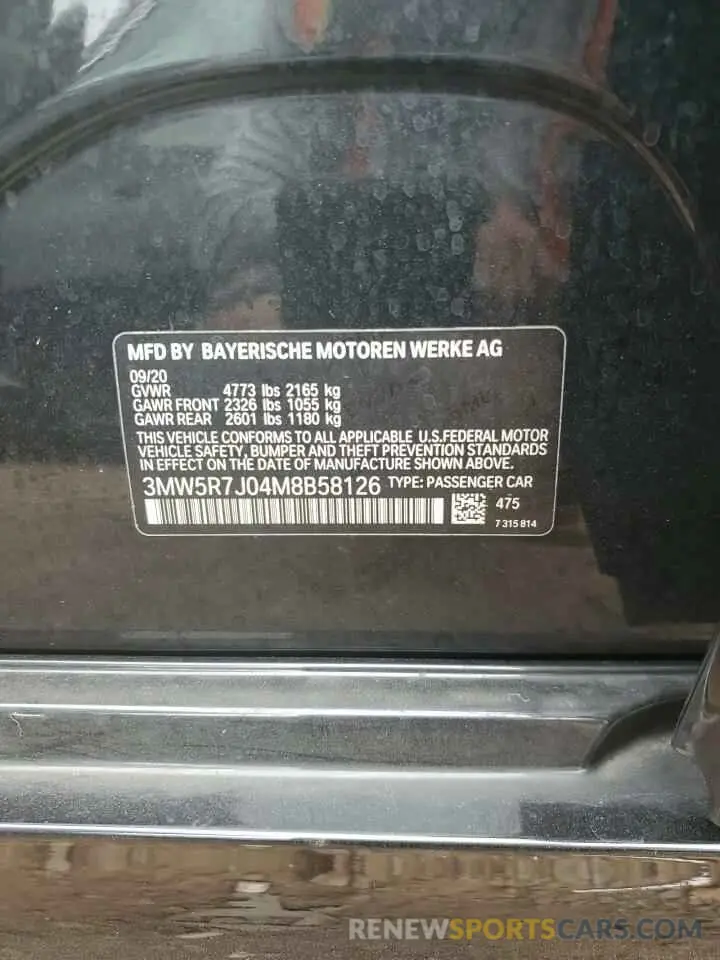 MFD BY BAYERISCHE MOTOREN WERKE AG
09/20
GVWR 4773 lbs 2165 kg
GAWR FRONT 2326 lbs 1055 kg
GAWR REAR 2601 lbs 1180 kg
THIS VEHICLE CONFORMS TO ALL APPLICABLE U.S.FEDERAL MOTOR
VEHICLE SAFETY, BUMPER AND THEFT PREVENTION STANDARDS
IN EFFECT ON THE DATE OF MANUFACTURE SHOWN ABOVE.
3MW5R7J04M8B58126 TYPE: PASSENGER CAR
475
7 315 814
RENEWSPORTSCARS.COM